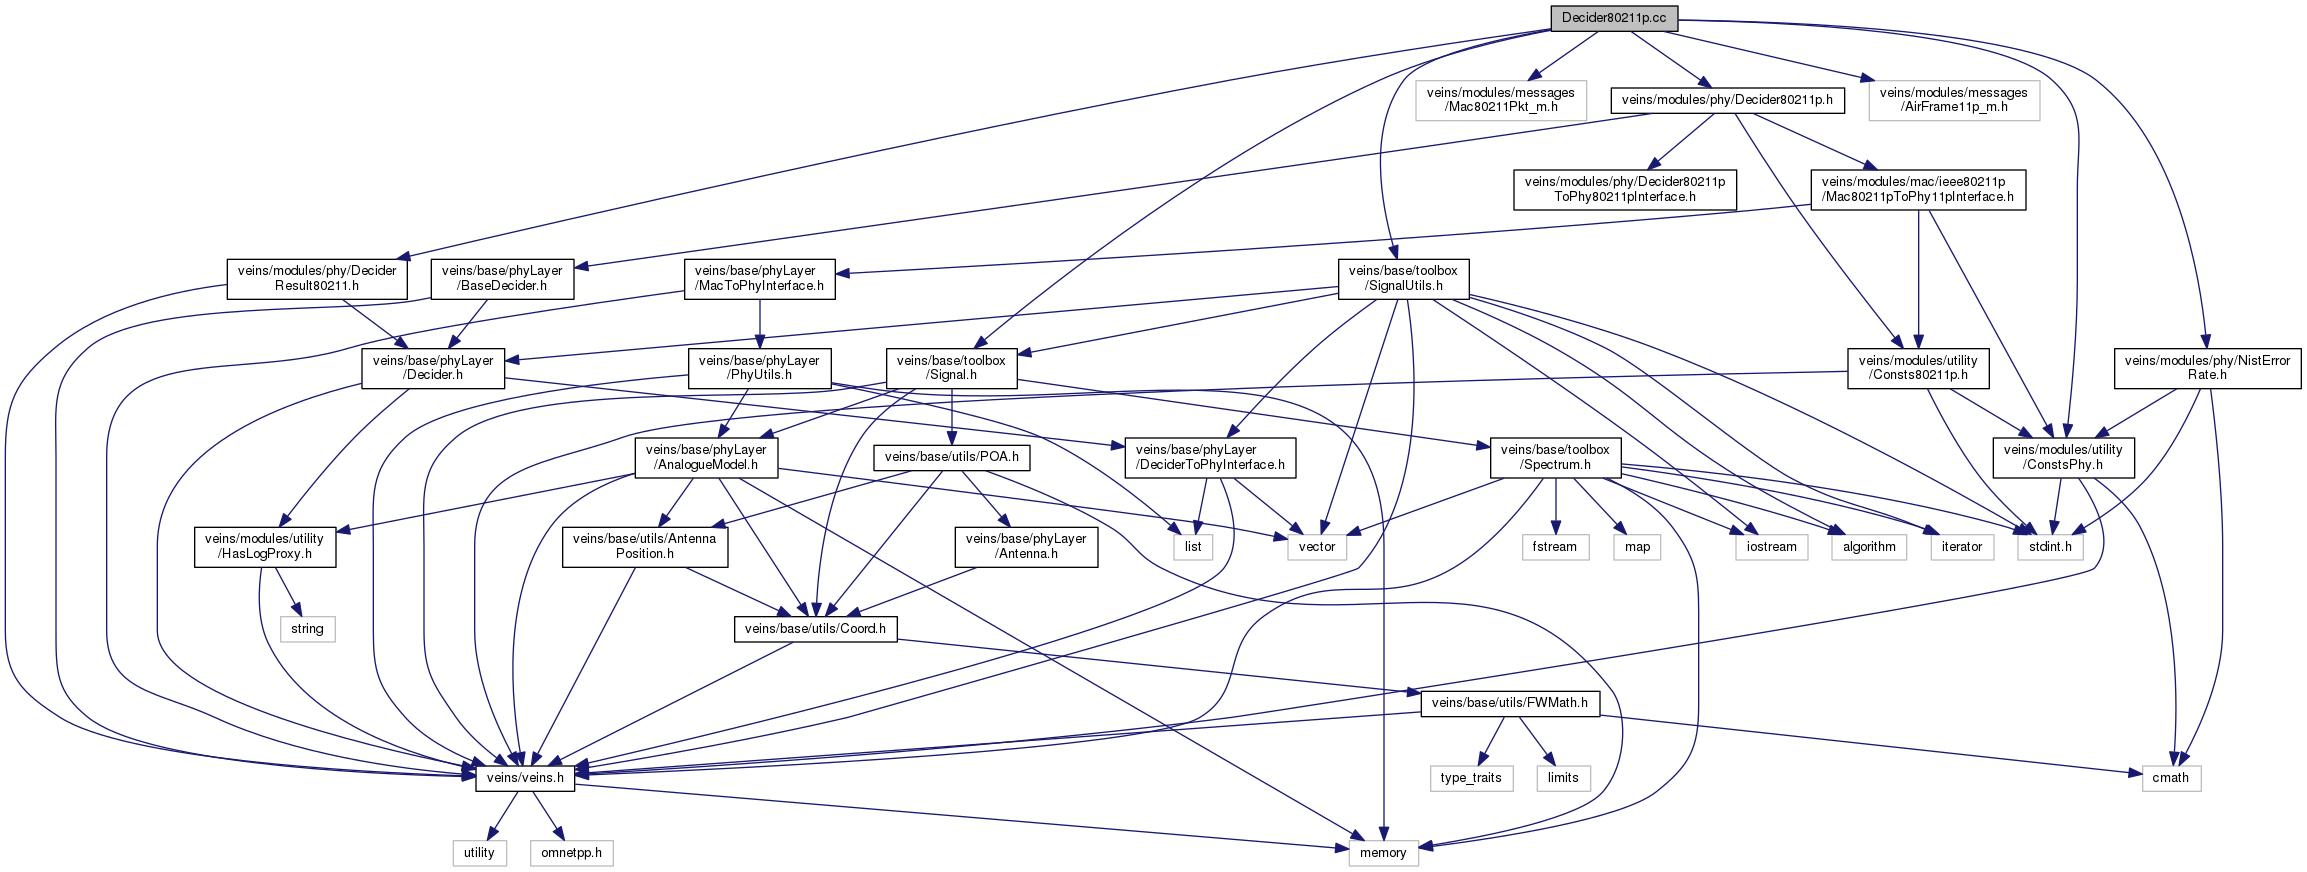 Decider80211p.cc
veins/modules/messages
/Mac80211Pkt_m.h
veins/modules/phy/Decider80211p.h
veins/modules/messages
/AirFrame11p_m.h
veins/modules/phy/Decider80211p
ToPhy80211pInterface.h
veins/modules/mac/ieee80211p
/Mac80211pToPhy11pInterface.h
veins/modules/phy/Decider
Result80211.h
veins/base/phyLayer
/BaseDecider.h
veins/base/phyLayer
/MacToPhyInterface.h
veins/base/toolbox
/SignalUtils.h
veins/base/phyLayer
/Decider.h
veins/base/phyLayer
/PhyUtils.h
veins/base/toolbox
/Signal.h
veins/modules/utility
/Consts80211p.h
veins/modules/phy/NistError
Rate.h
veins/base/phyLayer
/AnalogueModel.h
veins/base/utils/POA.h
veins/base/phyLayer
/DeciderToPhyInterface.h
veins/base/toolbox
/Spectrum.h
veins/modules/utility
/ConstsPhy.h
veins/modules/utility
/HasLogProxy.h
veins/base/utils/Antenna
Position.h
veins/base/phyLayer
/Antenna.h
list
vector
fstream
map
iostream
algorithm
iterator
stdint.h
string
veins/base/utils/Coord.h
veins/base/utils/FWMath.h
veins/veins.h
type_traits
limits
cmath
utility
omnetpp.h
memory